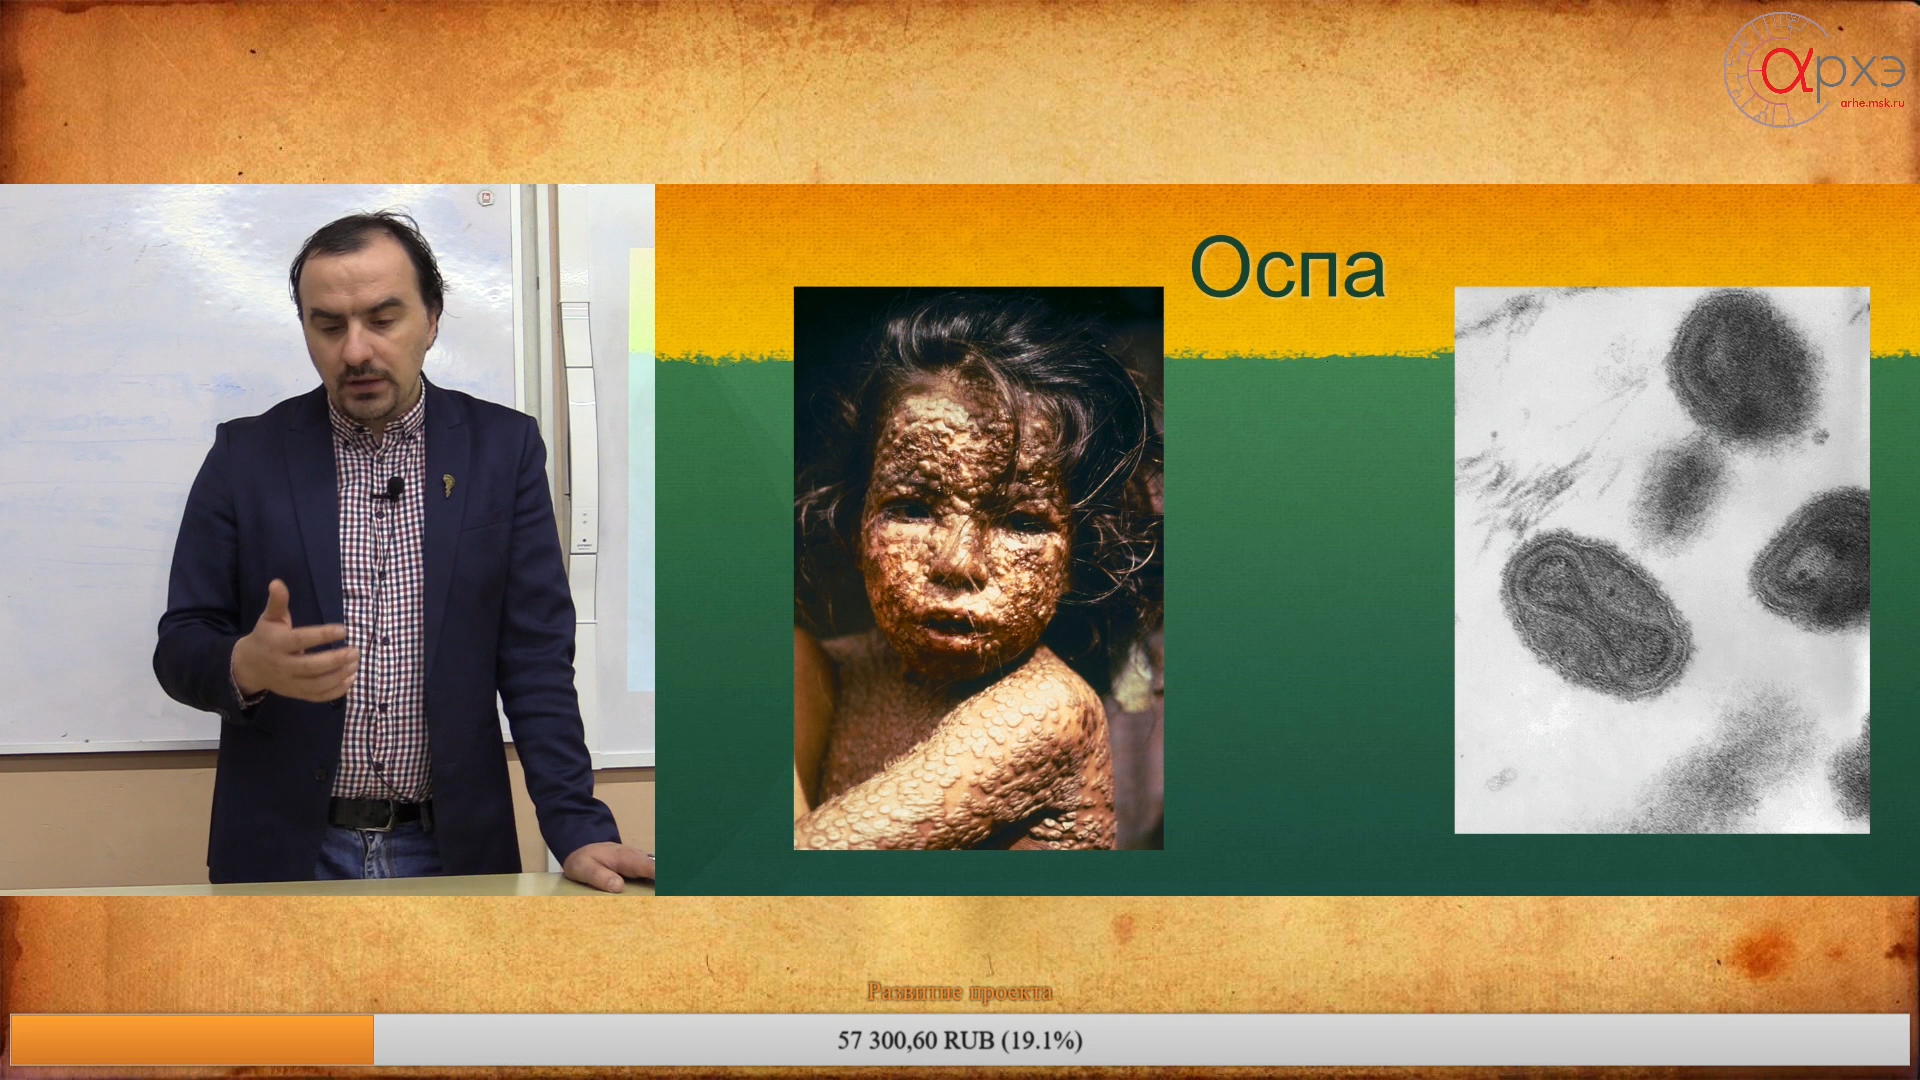 αрхэ
arhe.msk.ru
Оспа
Развитие проекта
57 300,60 RUB (19.1%)